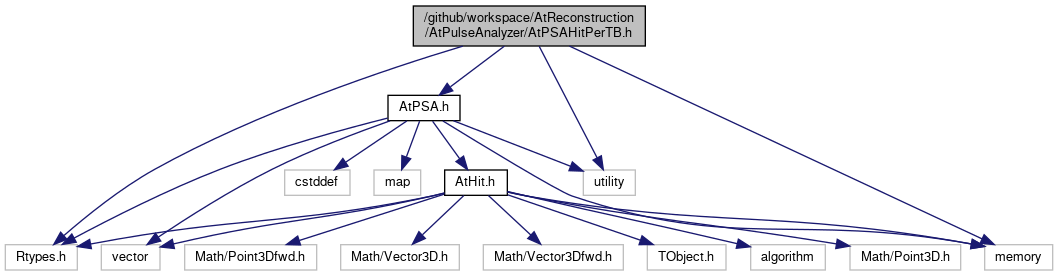 /github/workspace/AtReconstruction
/AtPulseAnalyzer/AtPSAHitPerTB.h
AtPSA.h
cstddef
map
AtHit.h
utility
Rtypes.h
vector
Math/Point3Dfwd.h
Math/Vector3D.h
Math/Vector3Dfwd.h
TObject.h
algorithm
Math/Point3D.h
memory